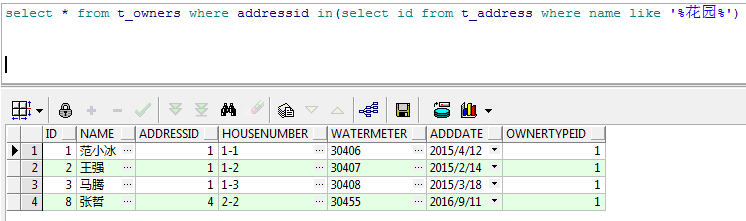 select * from t_owners where addressid in(select id from t_address where name like '%花园%')
ID NAME ADDRESSID HOUSENUMBER WATERMETER ADDDATE OWNERTYPEID
1 1 范小冰 ... 1 1-1 ... 30406 ... 2015/4/12 1
2 2 王强 ... 1 1-2 ... 30407 ... 2015/2/14 1
3 3 马腾 ... 1 1-3 ... 30408 ... 2015/3/18 1
4 8 张哲 ... 4 2-2 ... 30455 ... 2016/9/11 1